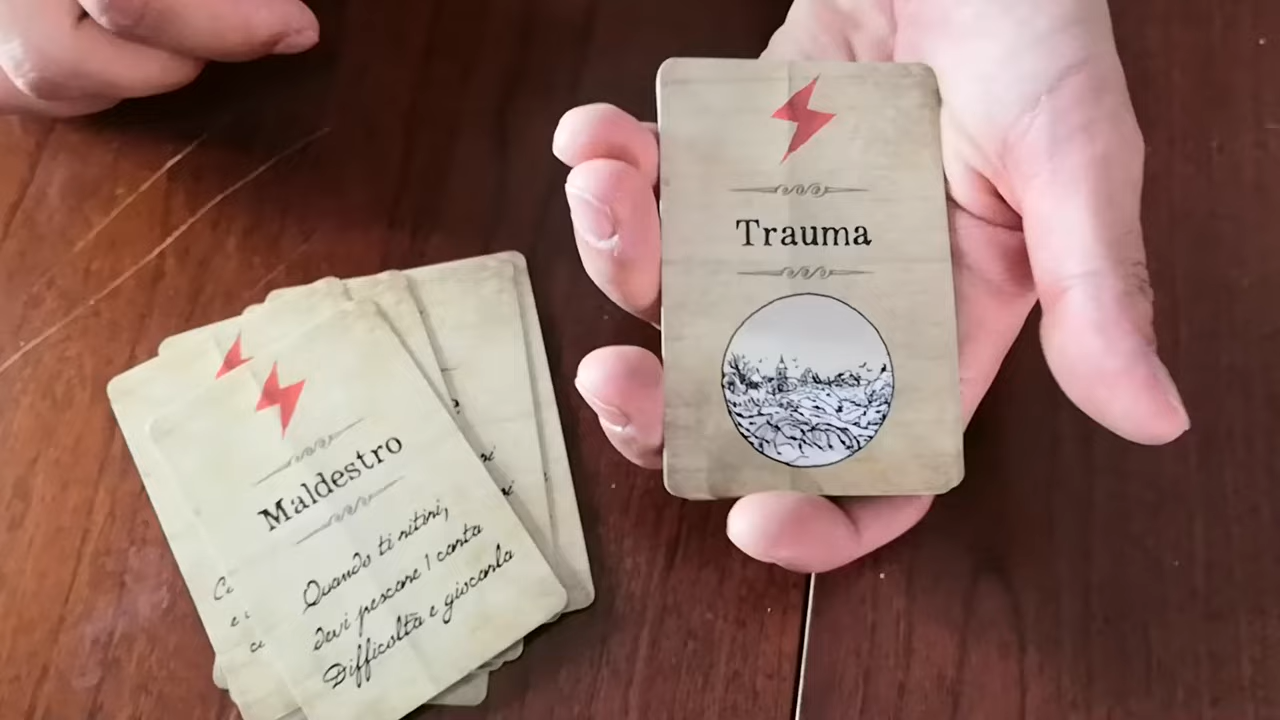 Trauma
Maldestro
Quando ti ritiri,
devi pescare 1 carta
Difficoltà e giocarla